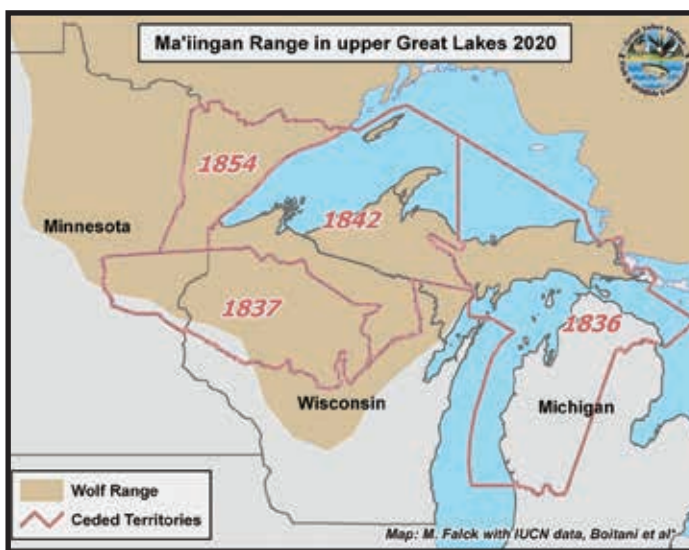 Ma'iingan Range in upper Great Lakes 2020
1854
1842
Minnesota
1837
1836
Wisconsin
Michigan
Wolf Range
Ceded Territories
Map: M. Falck with IUCN data, Boitani et al*